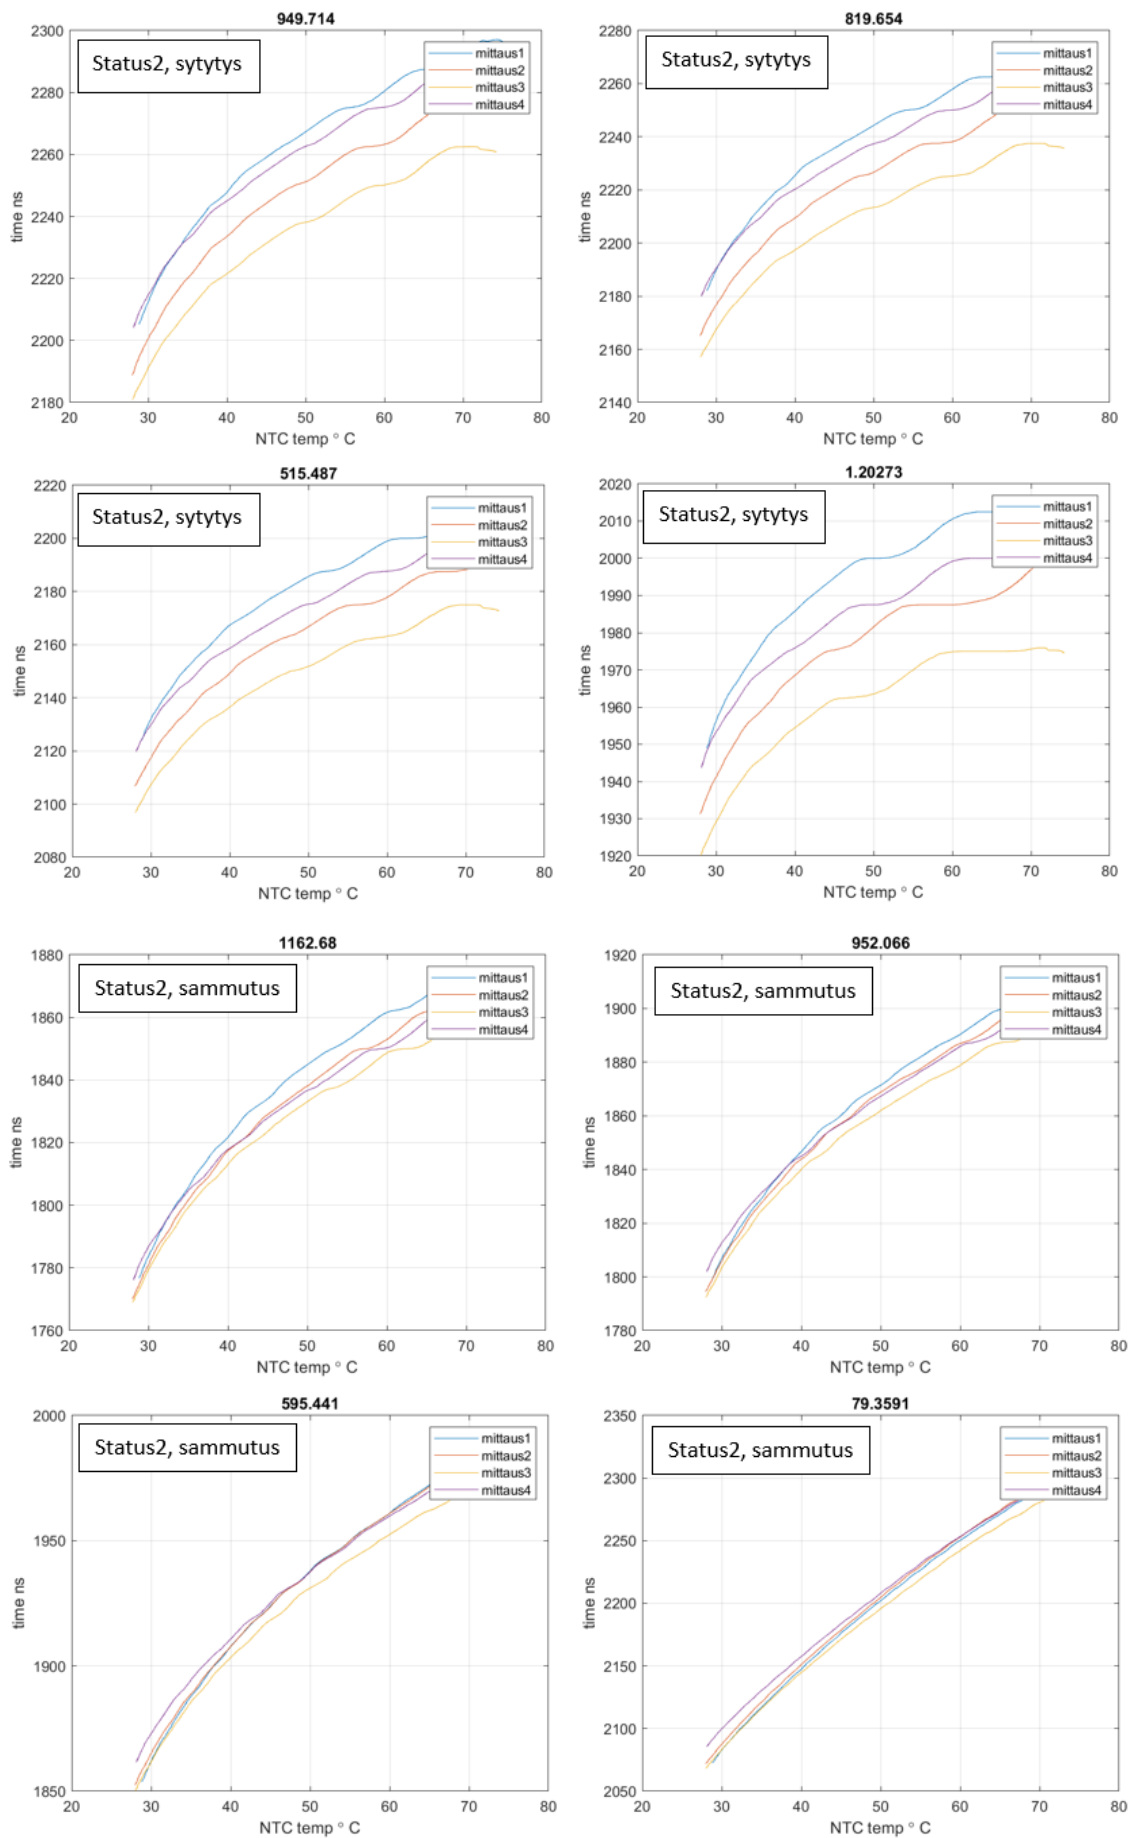 949.714
Status2, sytytys
mittaus1
mittaus2
mittaus3
mittaus4
2300
2280
2260
2240
2220
2200
2180
time ns
20 30 40 50 60 70 80
NTC temp ° C
819.654
Status2, sytytys
mittaus1
mittaus2
mittaus3
mittaus4
2280
2260
2240
2220
2200
2180
2160
2140
time ns
20 30 40 50 60 70 80
NTC temp ° C
515.487
Status2, sytytys
mittaus1
mittaus2
mittaus3
mittaus4
2220
2200
2180
2160
2140
2120
2100
2080
time ns
20 30 40 50 60 70 80
NTC temp ° C
1.20273
Status2, sytytys
mittaus1
mittaus2
mittaus3
mittaus4
2020
2010
2000
1990
1980
1970
1960
1950
1940
1930
1920
time ns
20 30 40 50 60 70 80
NTC temp ° C
1162.68
Status2, sammutus
mittaus1
mittaus2
mittaus3
mittaus4
1880
1860
1840
1820
1800
1780
1760
time ns
20 30 40 50 60 70 80
NTC temp ° C
952.066
Status2, sammutus
mittaus1
mittaus2
mittaus3
mittaus4
1920
1900
1880
1860
1840
1820
1800
1780
time ns
20 30 40 50 60 70 80
NTC temp ° C
595.441
Status2, sammutus
mittaus1
mittaus2
mittaus3
mittaus4
2000
1950
1900
1850
time ns
20 30 40 50 60 70 80
NTC temp ° C
79.3591
Status2, sammutus
mittaus1
mittaus2
mittaus3
mittaus4
2350
2300
2250
2200
2150
2100
2050
time ns
20 30 40 50 60 70 80
NTC temp ° C